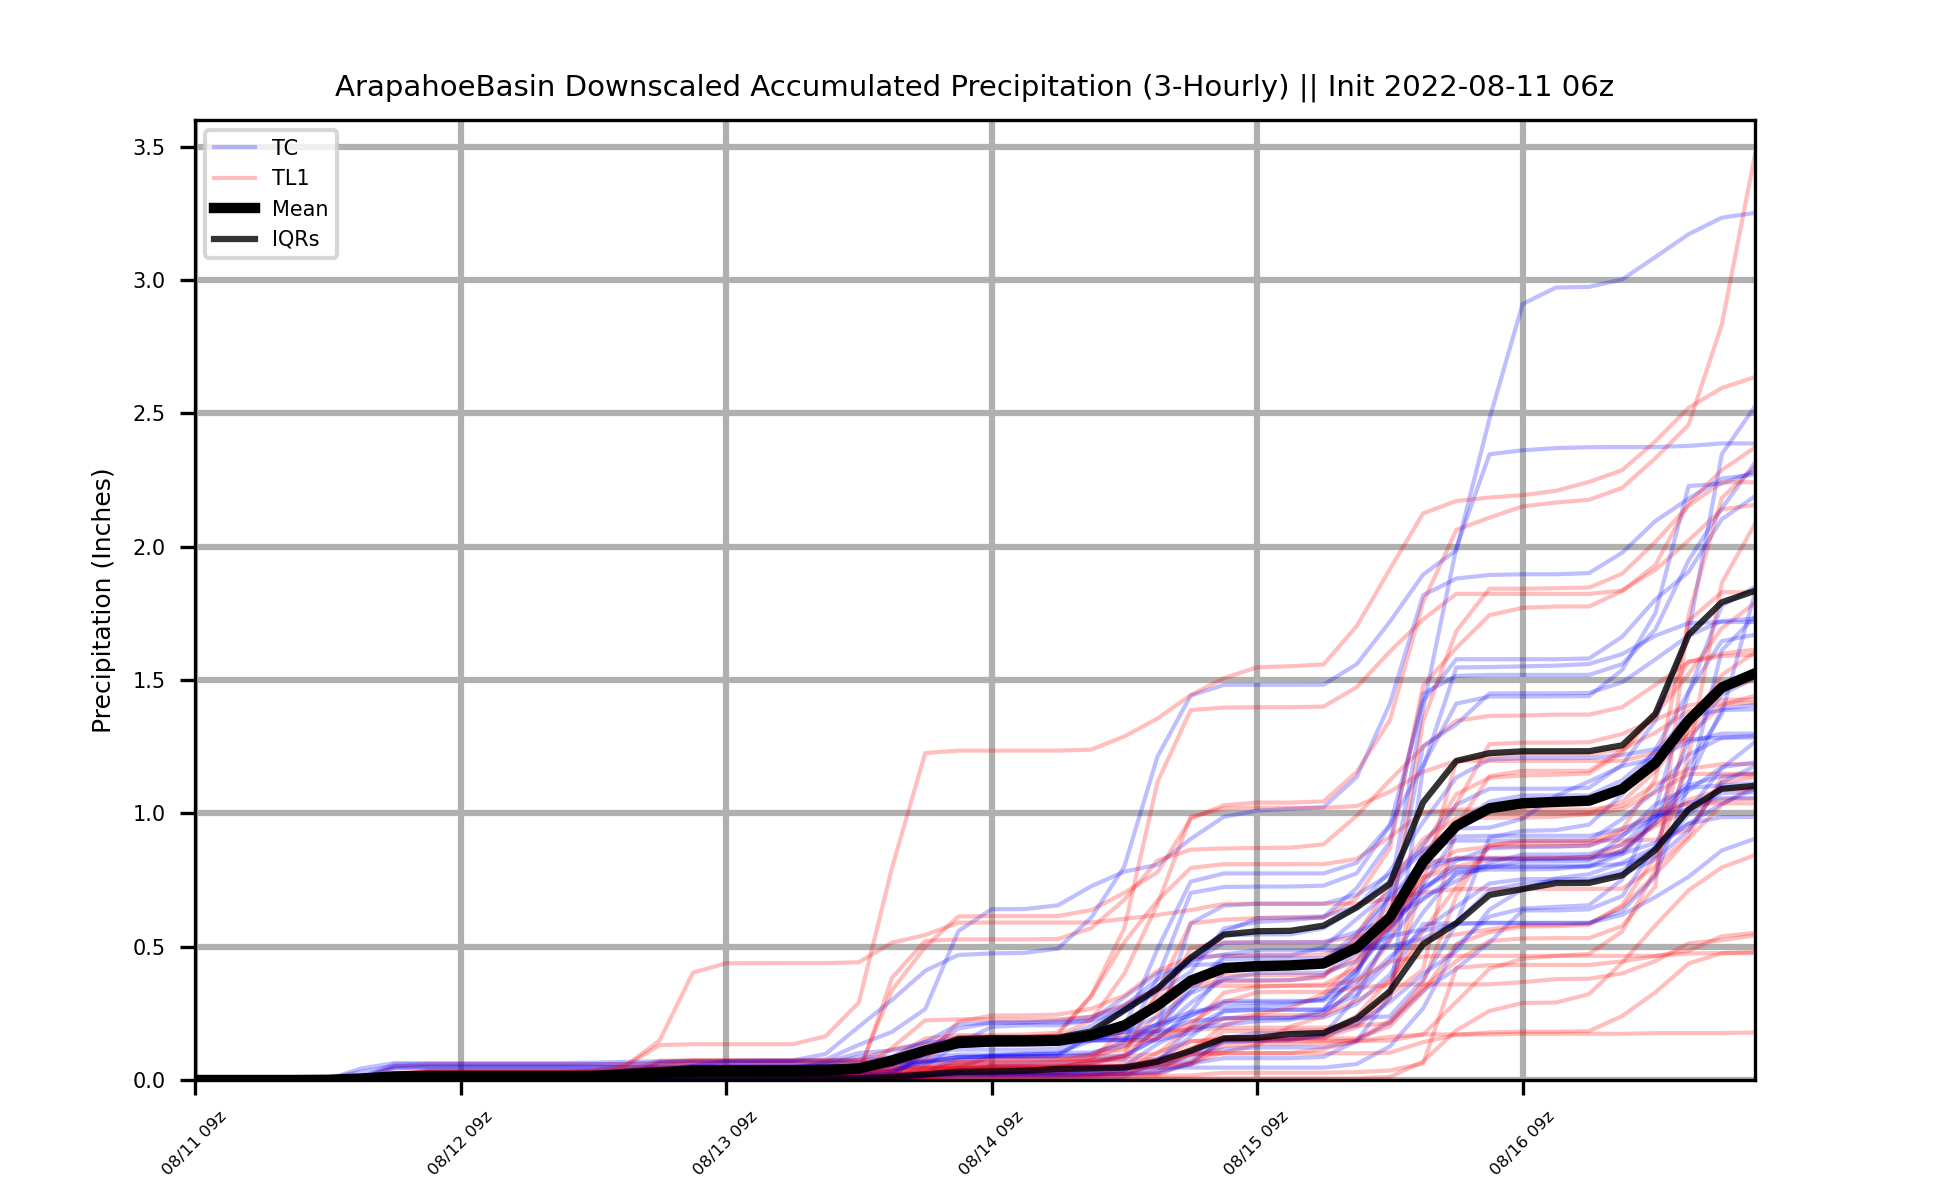 ArapahoeBasin Downscaled Accumulated Precipitation (3-Hourly) || Init 2022-08-11 06z
TC
TL1
Mean
IQRs
Precipitation (Inches)
3.5
3.0
2.5
2.0
1.5
1.0
0.5
0.0
08/11 09z
08/12 09z
08/13 09z
08/14 09z
08/15 09z
08/16 09z